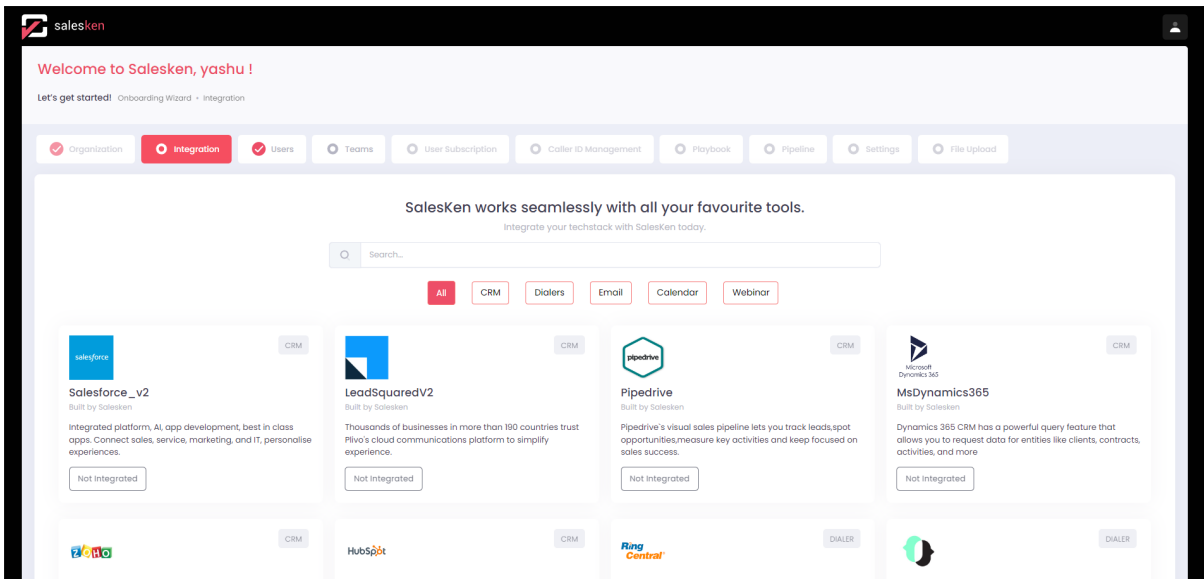 salesken
Welcome to Salesken, yashu !
Let's get started! Onboarding Wizard • Integration
Organization Integration Users Teams User Subscription Caller ID Management Playbook Pipeline Settings File Upload
SalesKen works seamlessly with all your favourite tools.
Integrate your techstack with SalesKen today.
Search...
All CRM Dialers Email Calendar Webinar
salesforce
CRM
Salesforce_v2
Built by Salesken
Integrated platform, AI, app development, best in class
apps. Connect sales, service, marketing, and IT, personalise
experiences.
Not Integrated
CRM
LeadSquaredV2
Built by Salesken
Thousands of businesses in more than 190 countries trust
Plivo's cloud communications platform to simplify
experience.
Not Integrated
pipedrive
CRM
Pipedrive
Built by Salesken
Pipedrive's visual sales pipeline lets you track leads,spot
opportunities,measure key activities and keep focused on
sales success.
Not Integrated
Microsoft
Dynamics 365
CRM
MsDynamics365
Built by Salesken
Dynamics 365 CRM has a powerful query feature that
allows you to request data for entities like clients, contracts,
activities, and more
Not Integrated
ZOHO
CRM
HubSpot
CRM
Ring
Central
DIALER
DIALER